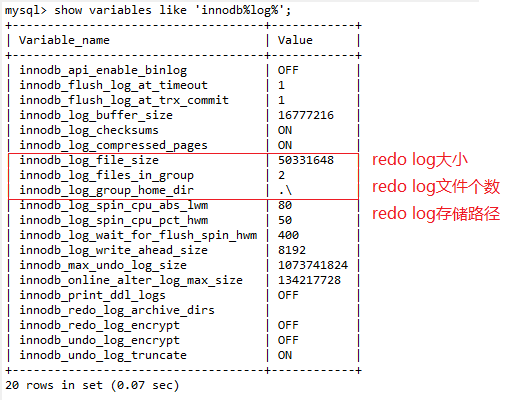 mysql> show variables like 'innodb%log%';
+----------------------------------+------------+
| Variable_name                    | Value      |
+----------------------------------+------------+
| innodb_api_enable_binlog         | OFF        |
| innodb_flush_log_at_timeout      | 1          |
| innodb_flush_log_at_trx_commit   | 1          |
| innodb_log_buffer_size           | 16777216   |
| innodb_log_checksums             | ON         |
| innodb_log_compressed_pages      | ON         |
| innodb_log_file_size             | 50331648   | redo log大小
| innodb_log_files_in_group        | 2          | redo log文件个数
| innodb_log_group_home_dir        | .\         | redo log存储路径
| innodb_log_spin_cpu_abs_lwm      | 80         |
| innodb_log_spin_cpu_pct_hwm      | 50         |
| innodb_log_wait_for_flush_spin_hwm | 400        |
| innodb_log_write_ahead_size      | 8192       |
| innodb_max_undo_log_size         | 1073741824 |
| innodb_online_alter_log_max_size | 134217728  |
| innodb_print_ddl_logs            | OFF        |
| innodb_redo_log_archive_dirs     |            |
| innodb_redo_log_encrypt          | OFF        |
| innodb_undo_log_encrypt          | OFF        |
| innodb_undo_log_truncate         | ON         |
+----------------------------------+------------+
20 rows in set (0.07 sec)